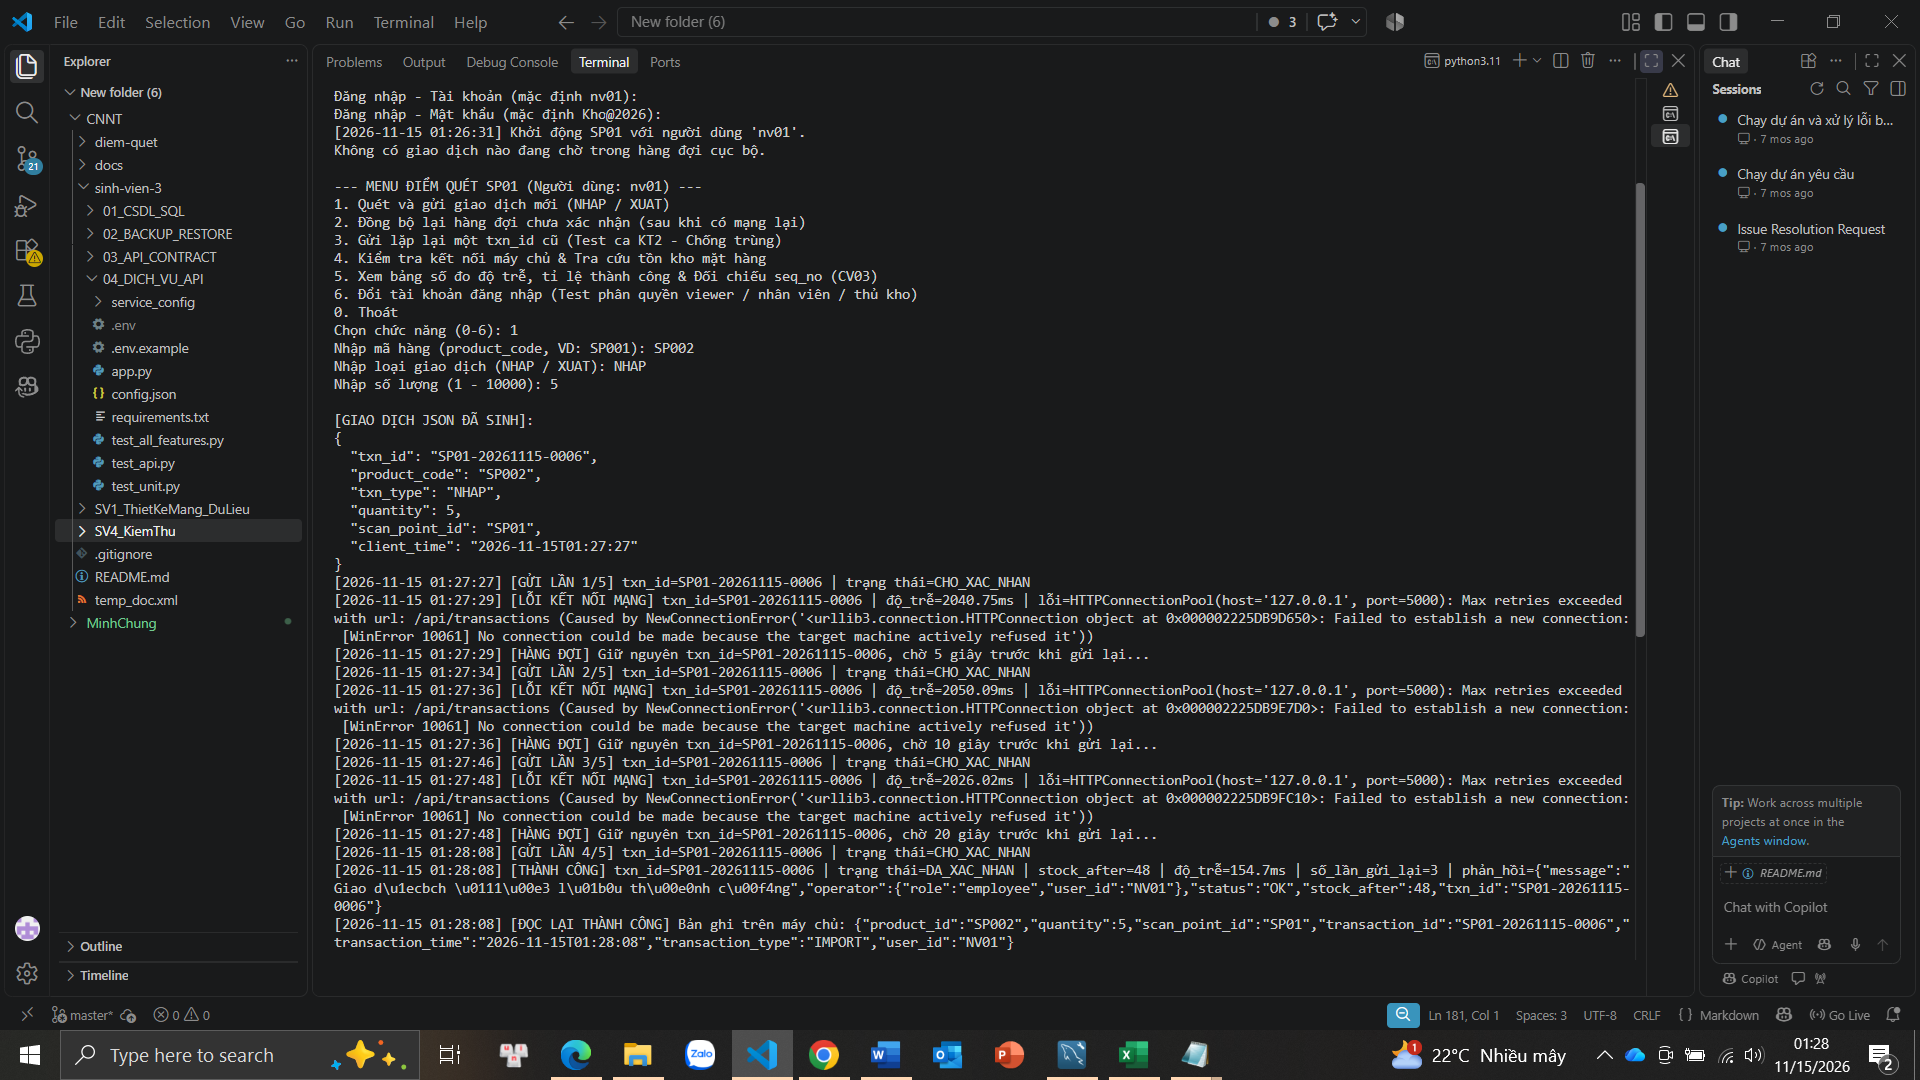 File Edit Selection View Go Run Terminal Help
New folder (6)
3
Explorer
New folder (6)
CNNT
diem-quet
docs
sinh-vien-3
01_CSDL_SQL
02_BACKUP_RESTORE
03_API_CONTRACT
04_DICH_VU_API
service_config
.env
.env.example
app.py
config.json
requirements.txt
test_all_features.py
test_api.py
test_unit.py
SV1_ThietKeMang_DuLieu
SV4_KiemThu
.gitignore
README.md
temp_doc.xml
MinhChung
Outline
Timeline
21
Problems Output Debug Console Terminal Ports
python3.11
Đăng nhập - Tài khoản (mặc định nv01):
Đăng nhập - Mật khẩu (mặc định Kho@2026):
[2026-11-15 01:26:31] Khởi động SP01 với người dùng 'nv01'.
Không có giao dịch nào đang chờ trong hàng đợi cục bộ.
--- MENU ĐIỂM QUÉT SP01 (Người dùng: nv01) ---
1. Quét và gửi giao dịch mới (NHAP / XUAT)
2. Đồng bộ lại hàng đợi chưa xác nhận (sau khi có mạng lại)
3. Gửi lặp lại một txn_id cũ (Test ca KT2 - Chống trùng)
4. Kiểm tra kết nối máy chủ & Tra cứu tồn kho mặt hàng
5. Xem bảng số đo độ trễ, tỉ lệ thành công & Đối chiếu seq_no (CV03)
6. Đổi tài khoản đăng nhập (Test phân quyền viewer / nhân viên / thủ kho)
0. Thoát
Chọn chức năng (0-6): 1
Nhập mã hàng (product_code, VD: SP001): SP002
Nhập loại giao dịch (NHAP / XUAT): NHAP
Nhập số lượng (1 - 10000): 5
[GIAO DỊCH JSON ĐÃ SINH]:
{
"txn_id": "SP01-20261115-0006",
"product_code": "SP002",
"txn_type": "NHAP",
"quantity": 5,
"scan_point_id": "SP01",
"client_time": "2026-11-15T01:27:27"
}
[2026-11-15 01:27:27] [GỬI LẦN 1/5] txn_id=SP01-20261115-0006 | trạng thái=CHO_XAC_NHAN
[2026-11-15 01:27:29] [LỖI KẾT NỐI MẠNG] txn_id=SP01-20261115-0006 | độ_trễ=2040.75ms | lỗi=HTTPConnectionPool(host='127.0.0.1', port=5000): Max retries exceeded
with url: /api/transactions (Caused by NewConnectionError('<urllib3.connection.HTTPConnection object at 0x000002225DB9D650>: Failed to establish a new connection:
[WinError 10061] No connection could be made because the target machine actively refused it'))
[2026-11-15 01:27:29] [HÀNG ĐỢI] Giữ nguyên txn_id=SP01-20261115-0006, chờ 5 giây trước khi gửi lại...
[2026-11-15 01:27:34] [GỬI LẦN 2/5] txn_id=SP01-20261115-0006 | trạng thái=CHO_XAC_NHAN
[2026-11-15 01:27:36] [LỖI KẾT NỐI MẠNG] txn_id=SP01-20261115-0006 | độ_trễ=2050.09ms | lỗi=HTTPConnectionPool(host='127.0.0.1', port=5000): Max retries exceeded
with url: /api/transactions (Caused by NewConnectionError('<urllib3.connection.HTTPConnection object at 0x000002225DB9E7D0>: Failed to establish a new connection:
[WinError 10061] No connection could be made because the target machine actively refused it'))
[2026-11-15 01:27:36] [HÀNG ĐỢI] Giữ nguyên txn_id=SP01-20261115-0006, chờ 10 giây trước khi gửi lại...
[2026-11-15 01:27:46] [GỬI LẦN 3/5] txn_id=SP01-20261115-0006 | trạng thái=CHO_XAC_NHAN
[2026-11-15 01:27:48] [LỖI KẾT NỐI MẠNG] txn_id=SP01-20261115-0006 | độ_trễ=2026.02ms | lỗi=HTTPConnectionPool(host='127.0.0.1', port=5000): Max retries exceeded
with url: /api/transactions (Caused by NewConnectionError('<urllib3.connection.HTTPConnection object at 0x000002225DB9FC10>: Failed to establish a new connection:
[WinError 10061] No connection could be made because the target machine actively refused it'))
[2026-11-15 01:27:48] [HÀNG ĐỢI] Giữ nguyên txn_id=SP01-20261115-0006, chờ 20 giây trước khi gửi lại...
[2026-11-15 01:28:08] [GỬI LẦN 4/5] txn_id=SP01-20261115-0006 | trạng thái=CHO_XAC_NHAN
[2026-11-15 01:28:08] [THÀNH CÔNG] txn_id=SP01-20261115-0006 | trạng thái=DA_XAC_NHAN | stock_after=48 | độ_trễ=154.7ms | số_lần_gửi_lại=3 | phản_hồi={"message":"
Giao d\u1ecbch \u0111\u00e3 l\u01b0u th\u00e0nh c\u00f4ng","operator":{"role":"employee","user_id":"NV01"},"status":"OK","stock_after":48,"txn_id":"SP01-20261115-
0006"}
[2026-11-15 01:28:08] [ĐỌC LẠI THÀNH CÔNG] Bản ghi trên máy chủ: {"product_id":"SP002","quantity":5,"scan_point_id":"SP01","transaction_id":"SP01-20261115-0006","
transaction_time":"2026-11-15T01:28:08","transaction_type":"IMPORT","user_id":"NV01"}
Chat
Sessions
Chạy dự án và xử lý lỗi b...
7 mos ago
Chạy dự án yêu cầu
7 mos ago
Issue Resolution Request
7 mos ago
Tip: Work across multiple
projects at once in the
Agents window.
README.md
Chat with Copilot
Agent
Copilot
master* 0 0
Ln 181, Col 1 Spaces: 3 UTF-8 CRLF { } Markdown Go Live
Type here to search
Zalo
1
22°C Nhiều mây
01:28
11/15/2026
2